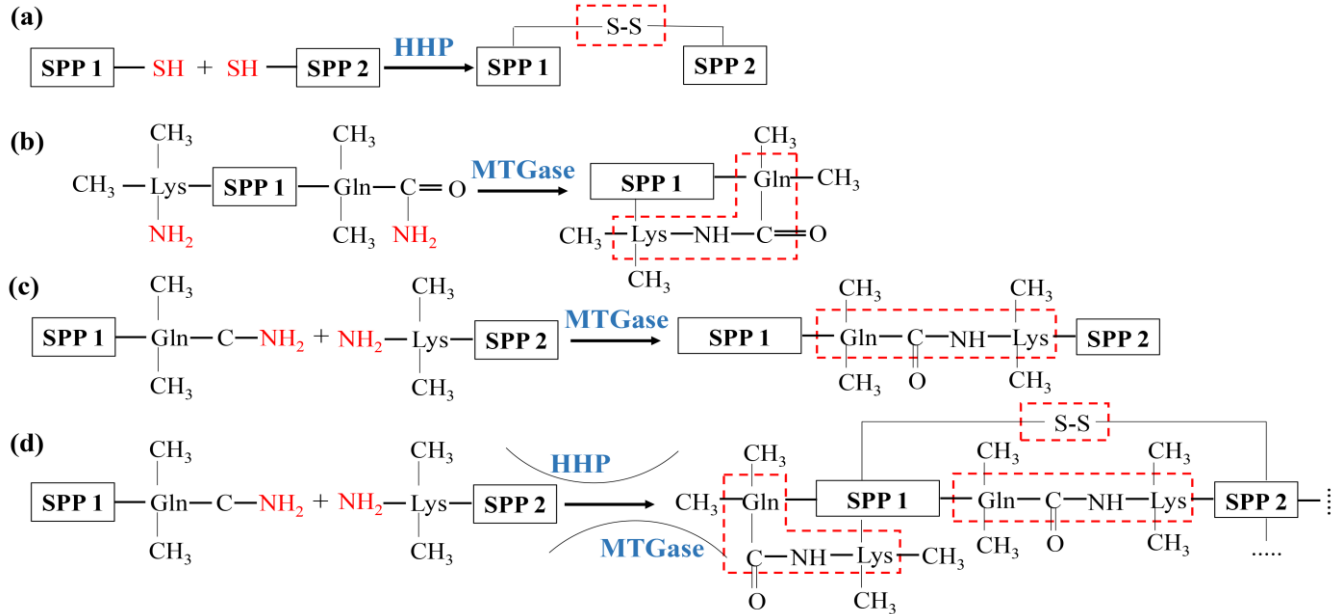 (a)
S-S
HHP
SPP 1 SH + SH SPP 2 SPP 1 SPP 2
(b)
CH₃ CH₃ CH₃
MTGase
CH₃ Lys SPP 1 Gln C=O SPP 1 Gln CH₃
NH₂ CH₃ NH₂ CH₃ Lys NH C=O
CH₃
(c)
CH₃ CH₃ CH₃ CH₃
MTGase
SPP 1 Gln C NH₂ + NH₂ Lys SPP 2 SPP 1 Gln C NH Lys SPP 2
CH₃ CH₃ CH₃ O CH₃
(d)
S-S
CH₃ CH₃ HHP CH₃ CH₃ CH₃
SPP 1 Gln C NH₂ + NH₂ Lys SPP 2 CH₃ Gln SPP 1 Gln C NH Lys SPP 2 ......
CH₃ CH₃ MTGase C NH Lys CH₃ CH₃ O CH₃ .....
O CH₃